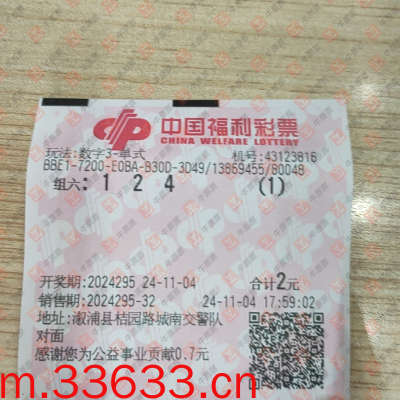 中国福利彩票
CHINA WELFARE LOTTERY
玩法:数字3-单式 机号:43123816
BBE1-7200-E0BA-B30D-3D49/13869455/80048
组六:1 2 4 (1)
开奖期:2024295 24-11-04 合计2元
销售期:2024295-32 24-11-04 17:59:02
地址:溆浦县桔园路城南交警队
对面
感谢您为公益事业贡献0.7元
m.33633.cn